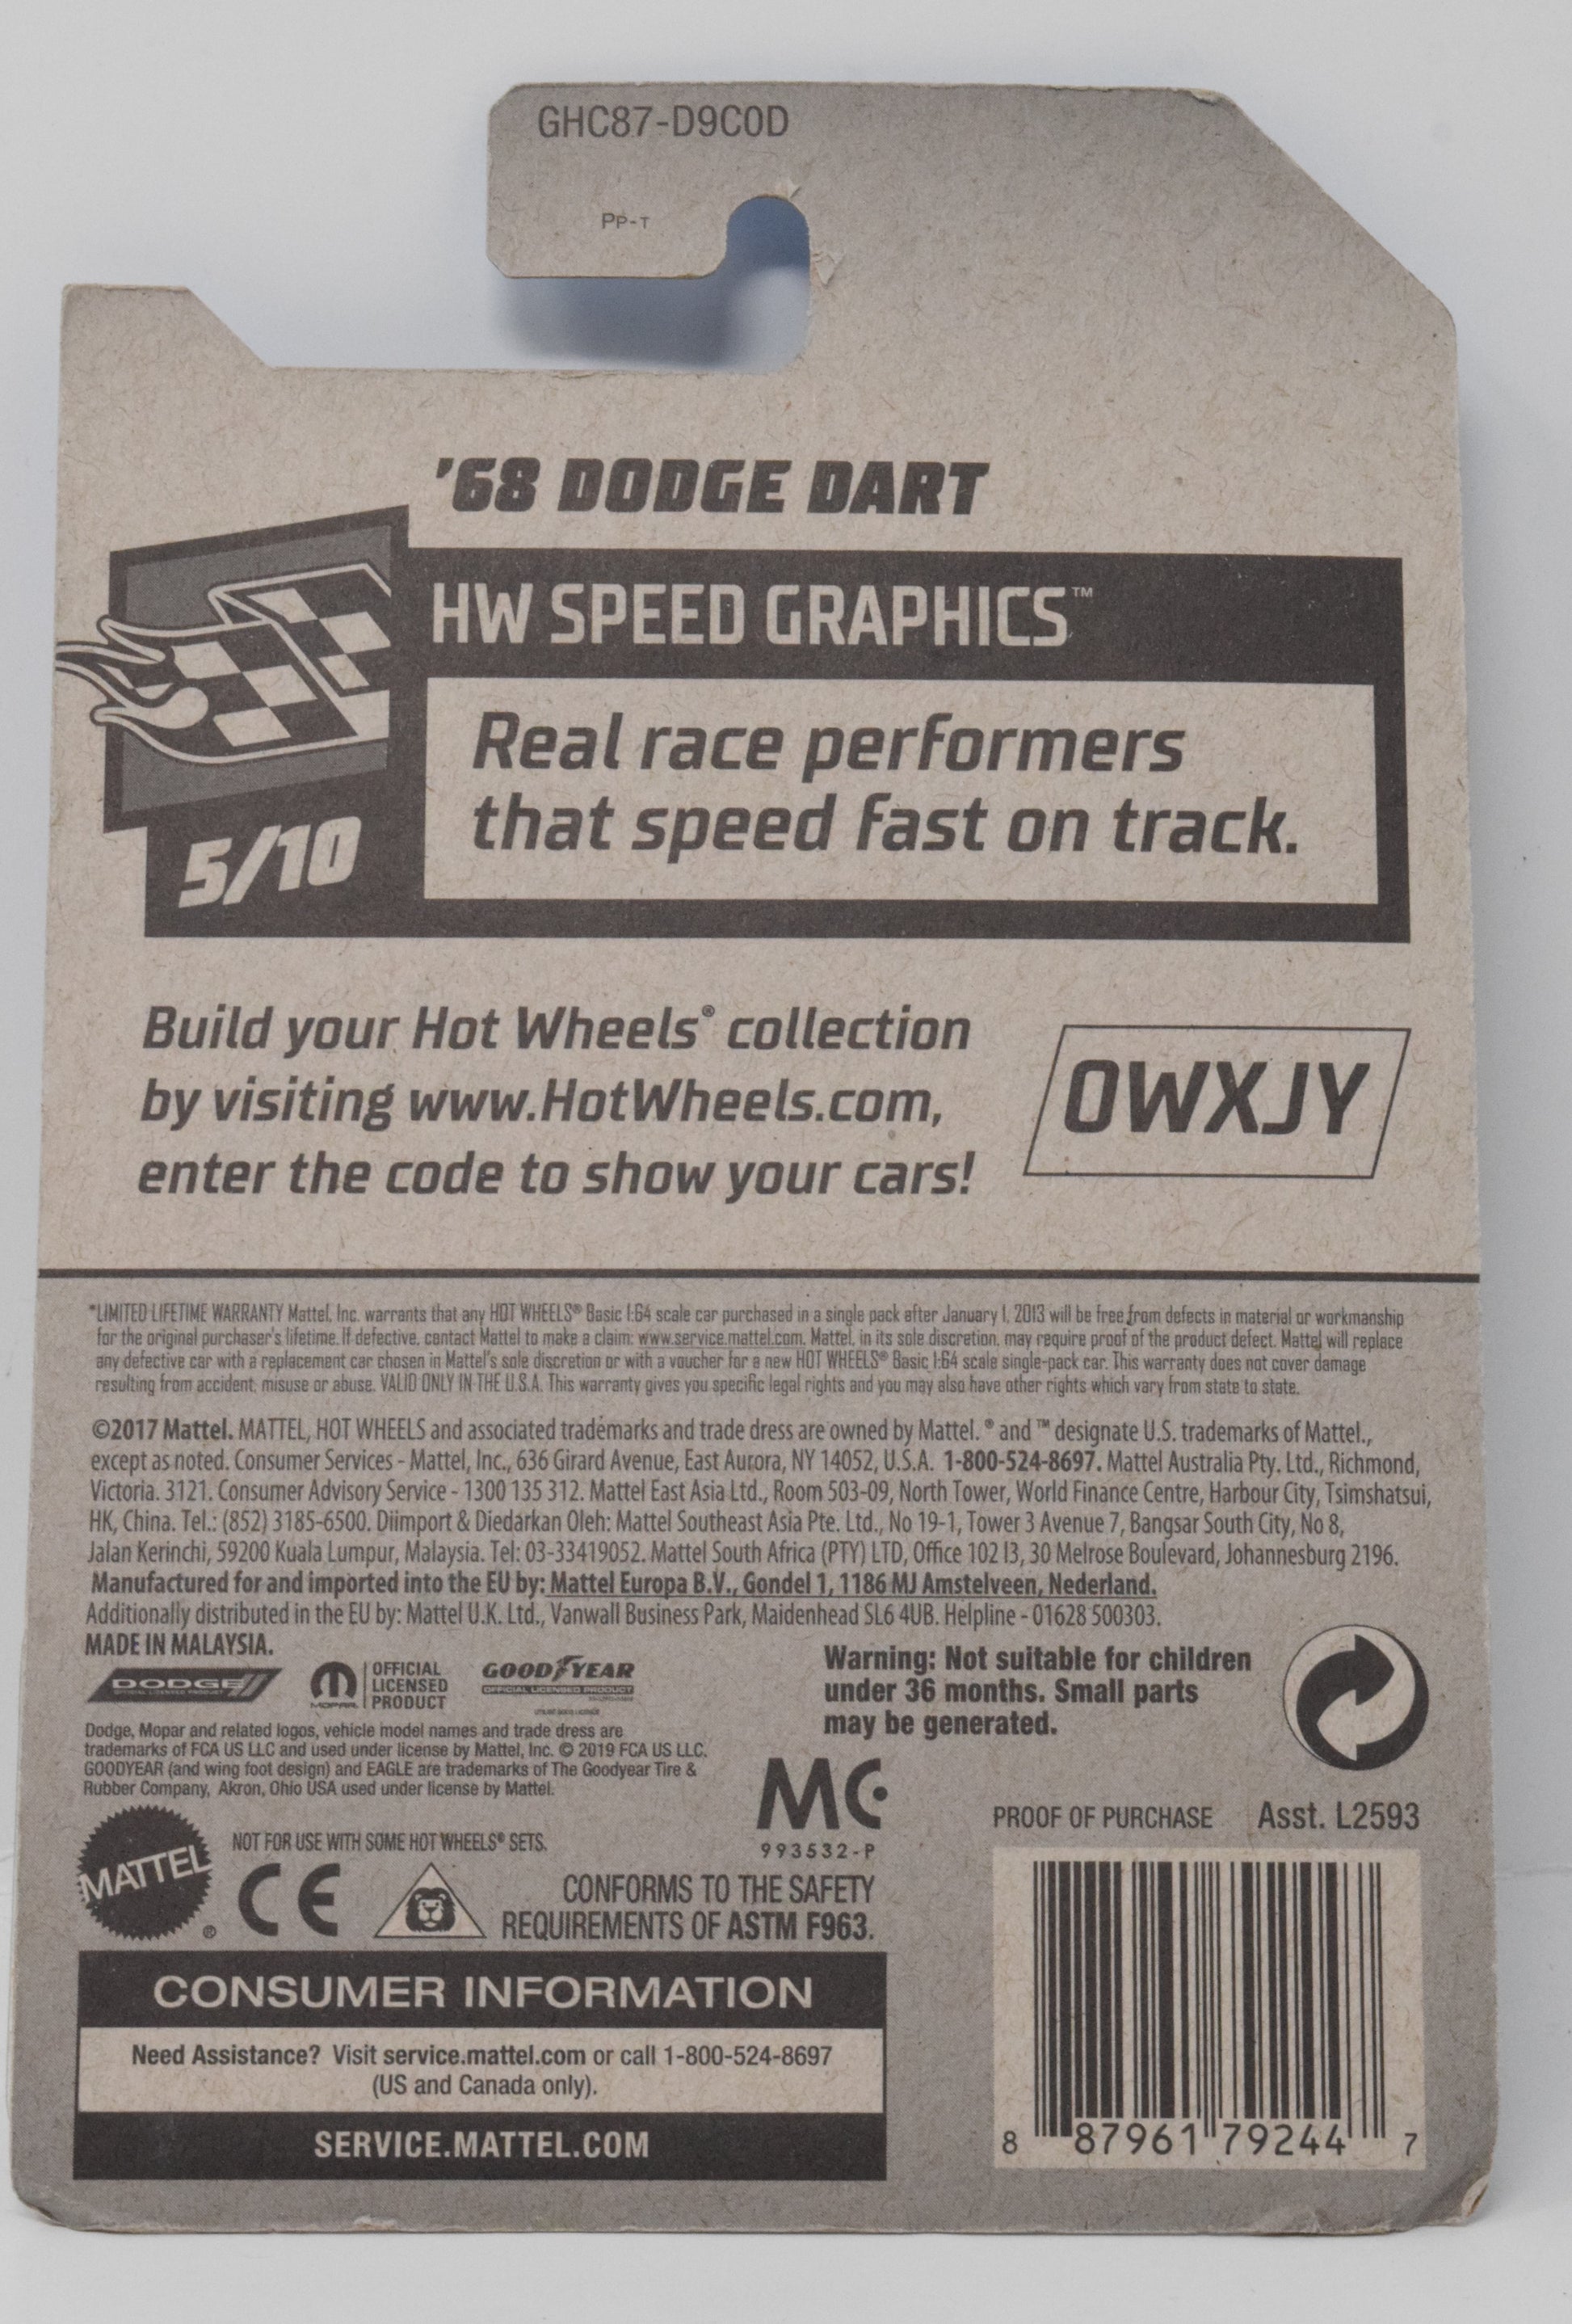 GHC87-D9C0D
PP-T
'68 DODGE DART
HW SPEED GRAPHICS™
Real race performers
that speed fast on track.
5/10
Build your Hot Wheels® collection
by visiting www.HotWheels.com,
enter the code to show your cars!
OWXJY
*LIMITED LIFETIME WARRANTY Mattel, Inc. warrants that any HOT WHEELS® Basic 1:64 scale car purchased in a single pack after January 1, 2013 will be free from defects in material or workmanship
for the original purchaser's lifetime. If defective, contact Mattel to make a claim: www.service.mattel.com. Mattel, in its sole discretion, may require proof of the product defect. Mattel will replace
any defective car with a replacement car chosen in Mattel's sole discretion or with a voucher for a new HOT WHEELS® Basic 1:64 scale single-pack car. This warranty does not cover damage
resulting from accident, misuse or abuse. VALID ONLY IN THE U.S.A. This warranty gives you specific legal rights and you may also have other rights which vary from state to state.
©2017 Mattel. MATTEL, HOT WHEELS and associated trademarks and trade dress are owned by Mattel. ® and ™ designate U.S. trademarks of Mattel.,
except as noted. Consumer Services - Mattel, Inc., 636 Girard Avenue, East Aurora, NY 14052, U.S.A. 1-800-524-8697. Mattel Australia Pty. Ltd., Richmond,
Victoria. 3121. Consumer Advisory Service - 1300 135 312. Mattel East Asia Ltd., Room 503-09, North Tower, World Finance Centre, Harbour City, Tsimshatsui,
HK, China. Tel.: (852) 3185-6500. Diimport & Diedarkan Oleh: Mattel Southeast Asia Pte. Ltd., No 19-1, Tower 3 Avenue 7, Bangsar South City, No 8,
Jalan Kerinchi, 59200 Kuala Lumpur, Malaysia. Tel: 03-33419052. Mattel South Africa (PTY) LTD, Office 102 I3, 30 Melrose Boulevard, Johannesburg 2196.
Manufactured for and imported into the EU by: Mattel Europa B.V., Gondel 1, 1186 MJ Amstelveen, Nederland.
Additionally distributed in the EU by: Mattel U.K. Ltd., Vanwall Business Park, Maidenhead SL6 4UB. Helpline - 01628 500303.
MADE IN MALAYSIA.
DODGE
OFFICIAL LICENSED PRODUCT
MOPAR
OFFICIAL
LICENSED
PRODUCT
GOODYEAR
OFFICIAL LICENSED PRODUCT
Warning: Not suitable for children
under 36 months. Small parts
may be generated.
Dodge, Mopar and related logos, vehicle model names and trade dress are
trademarks of FCA US LLC and used under license by Mattel, Inc. © 2019 FCA US LLC.
GOODYEAR (and wing foot design) and EAGLE are trademarks of The Goodyear Tire &
Rubber Company, Akron, Ohio USA used under license by Mattel.
MC
993532-P
PROOF OF PURCHASE Asst. L2593
MATTEL®
NOT FOR USE WITH SOME HOT WHEELS® SETS.
CE
CONFORMS TO THE SAFETY
REQUIREMENTS OF ASTM F963.
CONSUMER INFORMATION
Need Assistance? Visit service.mattel.com or call 1-800-524-8697
(US and Canada only).
SERVICE.MATTEL.COM
8 87961 79244 7